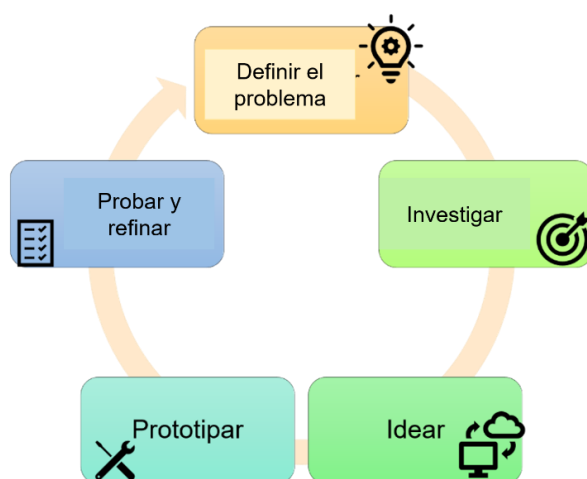 Definir el
problema
Investigar
Idear
Prototipar
Probar y
refinar